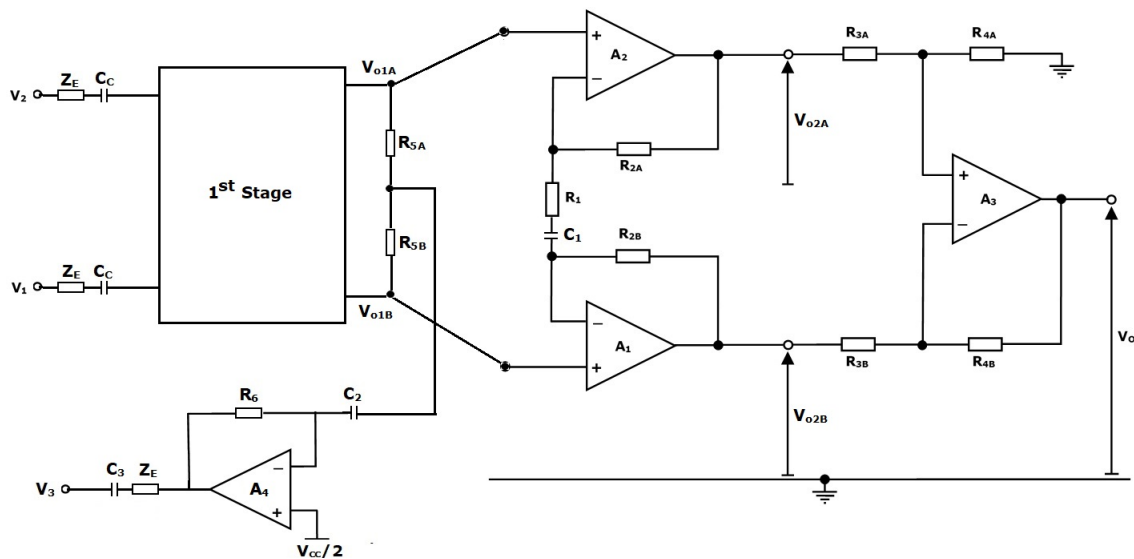 R3A
R4A
A2
Vo1A
ZE
CC
V2
Vo2A
R5A
R2A
A3
1st Stage
R1
C1
R2B
R5B
ZE
CC
V1
Vo1B
A1
Vo
R3B
R4B
R6
C2
Vo2B
C3
ZE
V3
A4
VCC/2